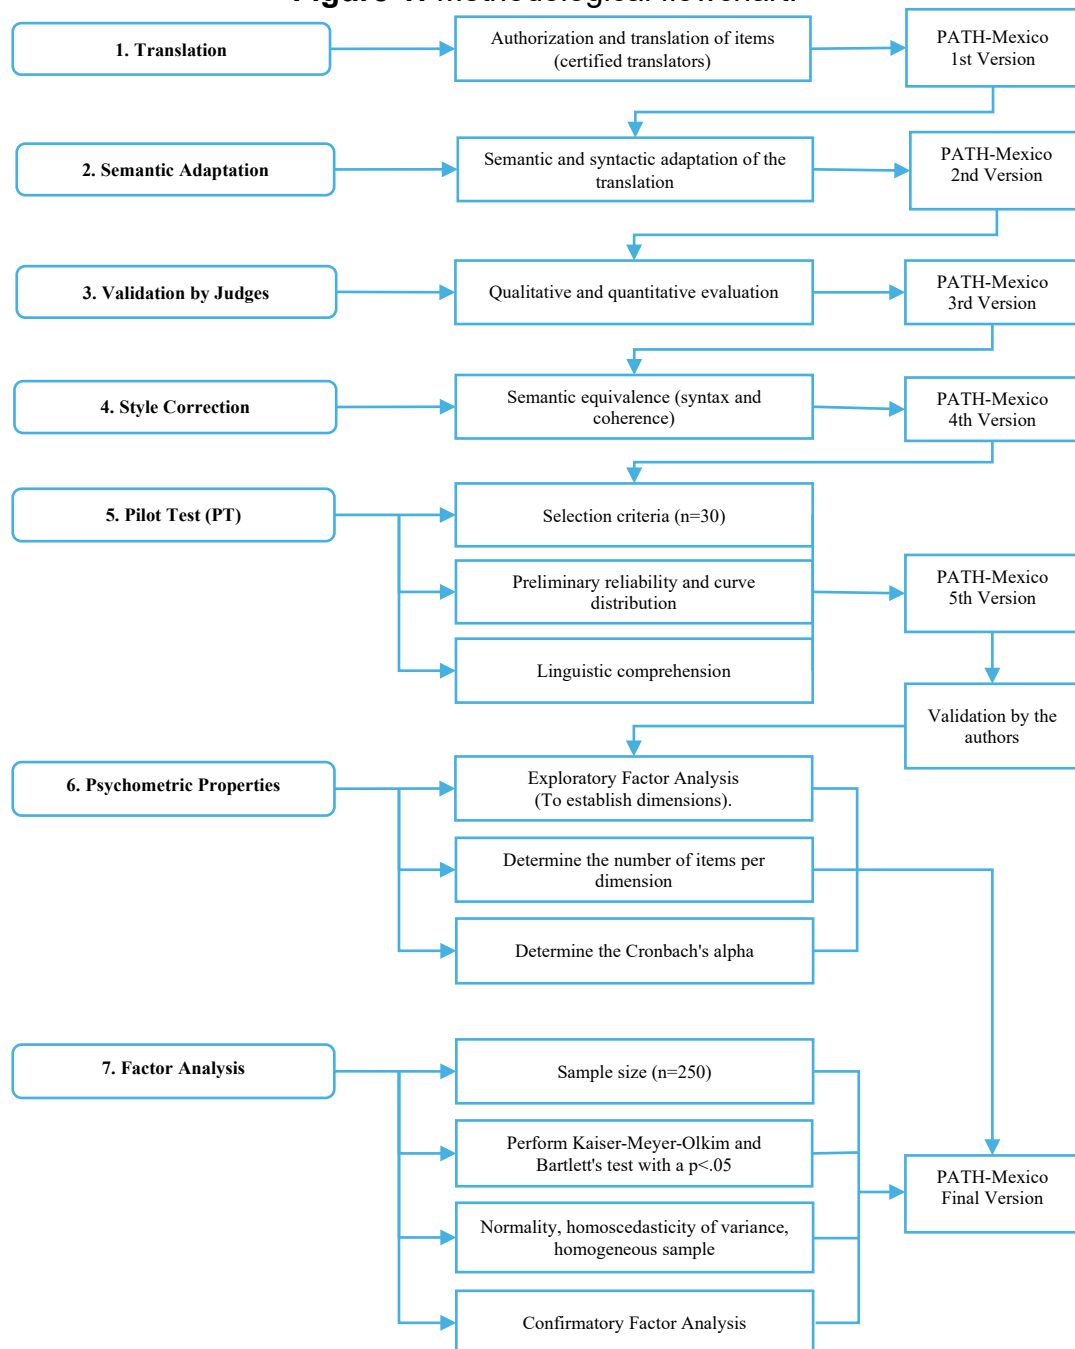 Figure 1. Methodological flowchart.
1. Translation
Authorization and translation of items
(certified translators)
PATH-Mexico
1st Version
2. Semantic Adaptation
Semantic and syntactic adaptation of the
translation
PATH-Mexico
2nd Version
3. Validation by Judges
Qualitative and quantitative evaluation
PATH-Mexico
3rd Version
4. Style Correction
Semantic equivalence (syntax and
coherence)
PATH-Mexico
4th Version
5. Pilot Test (PT)
Selection criteria (n=30)
Preliminary reliability and curve
distribution
Linguistic comprehension
PATH-Mexico
5th Version
Validation by the
authors
6. Psychometric Properties
Exploratory Factor Analysis
(To establish dimensions).
Determine the number of items per
dimension
Determine the Cronbach's alpha
7. Factor Analysis
Sample size (n=250)
Perform Kaiser-Meyer-Olkim and
Bartlett's test with a p<.05
Normality, homoscedasticity of variance,
homogeneous sample
Confirmatory Factor Analysis
PATH-Mexico
Final Version